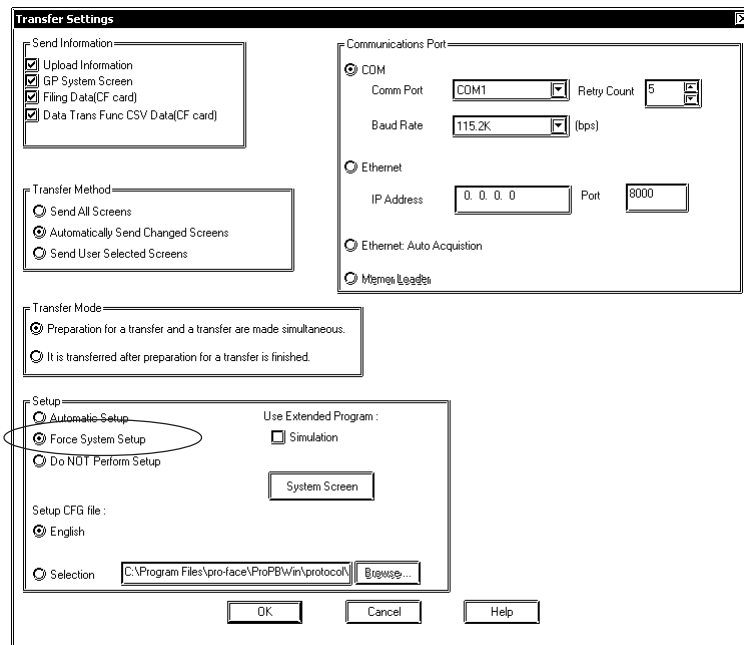 Transfer Settings
Send Information
Upload Information
GP System Screen
Filing Data(CF card)
Data Trans Func CSV Data(CF card)
Communications Port
COM
Comm Port COM1 Retry Count 5
Baud Rate 115.2K (bps)
Ethernet
IP Address 0. 0. 0. 0 Port 8000
Ethernet: Auto Acquistion
Memer Loader
Transfer Method
Send All Screens
Automatically Send Changed Screens
Send User Selected Screens
Transfer Mode
Preparation for a transfer and a transfer are made simultaneous.
It is transferred after preparation for a transfer is finished.
Setup
Automatic Setup
Force System Setup
Do NOT Perform Setup
Use Extended Program :
Simulation
System Screen
Setup CFG file :
English
Selection C:\Program Files\pro-face\ProPBWin\protocol\ Browse...
OK Cancel Help